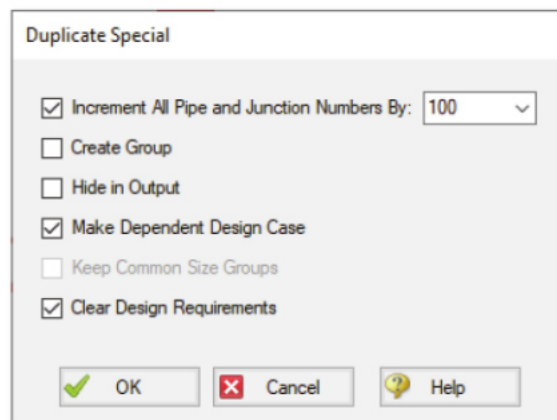 Duplicate Special
Increment All Pipe and Junction Numbers By: 100
Create Group
Hide in Output
Make Dependent Design Case
Keep Common Size Groups
Clear Design Requirements
OK Cancel Help